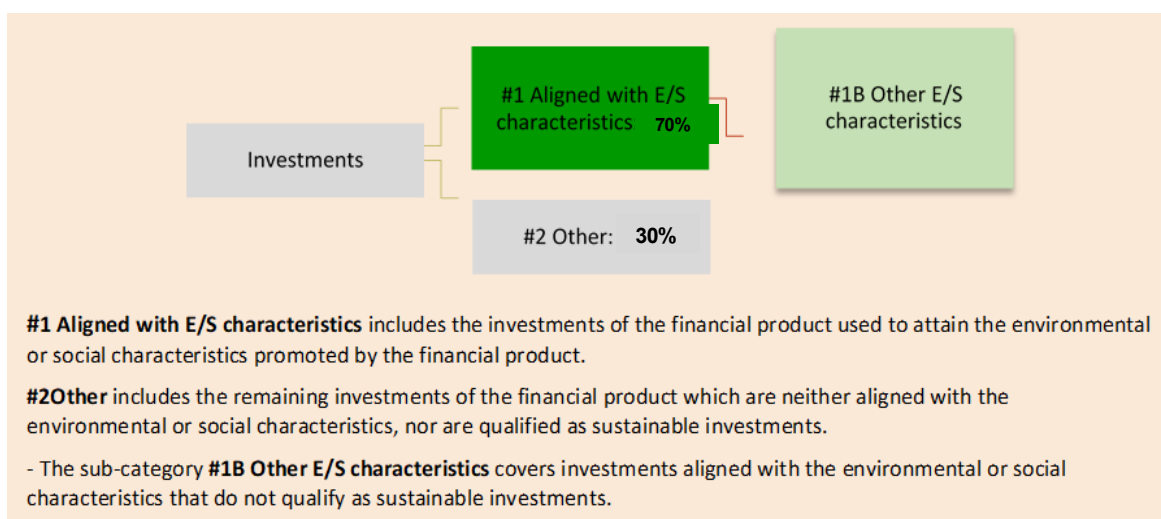 #1 Aligned with E/S
characteristics 70%
#1B Other E/S
characteristics
Investments
#2 Other: 30%
#1 Aligned with E/S characteristics includes the investments of the financial product used to attain the environmental
or social characteristics promoted by the financial product.
#2Other includes the remaining investments of the financial product which are neither aligned with the
environmental or social characteristics, nor are qualified as sustainable investments.
- The sub-category #1B Other E/S characteristics covers investments aligned with the environmental or social
characteristics that do not qualify as sustainable investments.